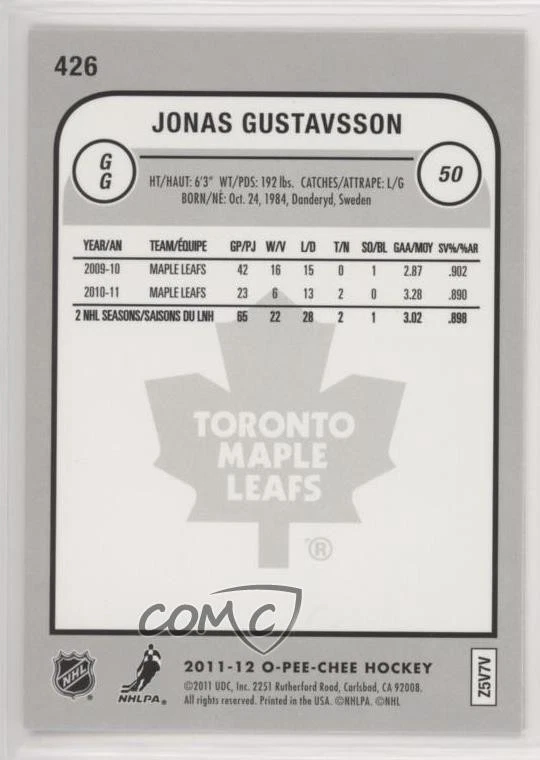 426
JONAS GUSTAVSSON
G
G
HT/HAUT: 6'3" WT/PDS: 192 lbs. CATCHES/ATTRAPE: L/G
BORN/NÉ: Oct. 24, 1984, Danderyd, Sweden
50
YEAR/AN TEAM/ÉQUIPE GP/PJ W/V L/D T/N SO/BL GAA/MOY SV%/%AR
2009-10 MAPLE LEAFS 42 16 15 0 1 2.87 .902
2010-11 MAPLE LEAFS 23 6 13 2 0 3.28 .890
2 NHL SEASONS/SAISONS DU LNH 65 22 28 2 1 3.02 .898
TORONTO
MAPLE
LEAFS
®
COMC
NHL
NHLPA.
2011-12 O-PEE-CHEE HOCKEY
©2011 UDC, Inc. 2251 Rutherford Road, Carlsbad, CA 92008.
All rights reserved. Printed in the USA. ©NHLPA. ©NHL
Z5V7V